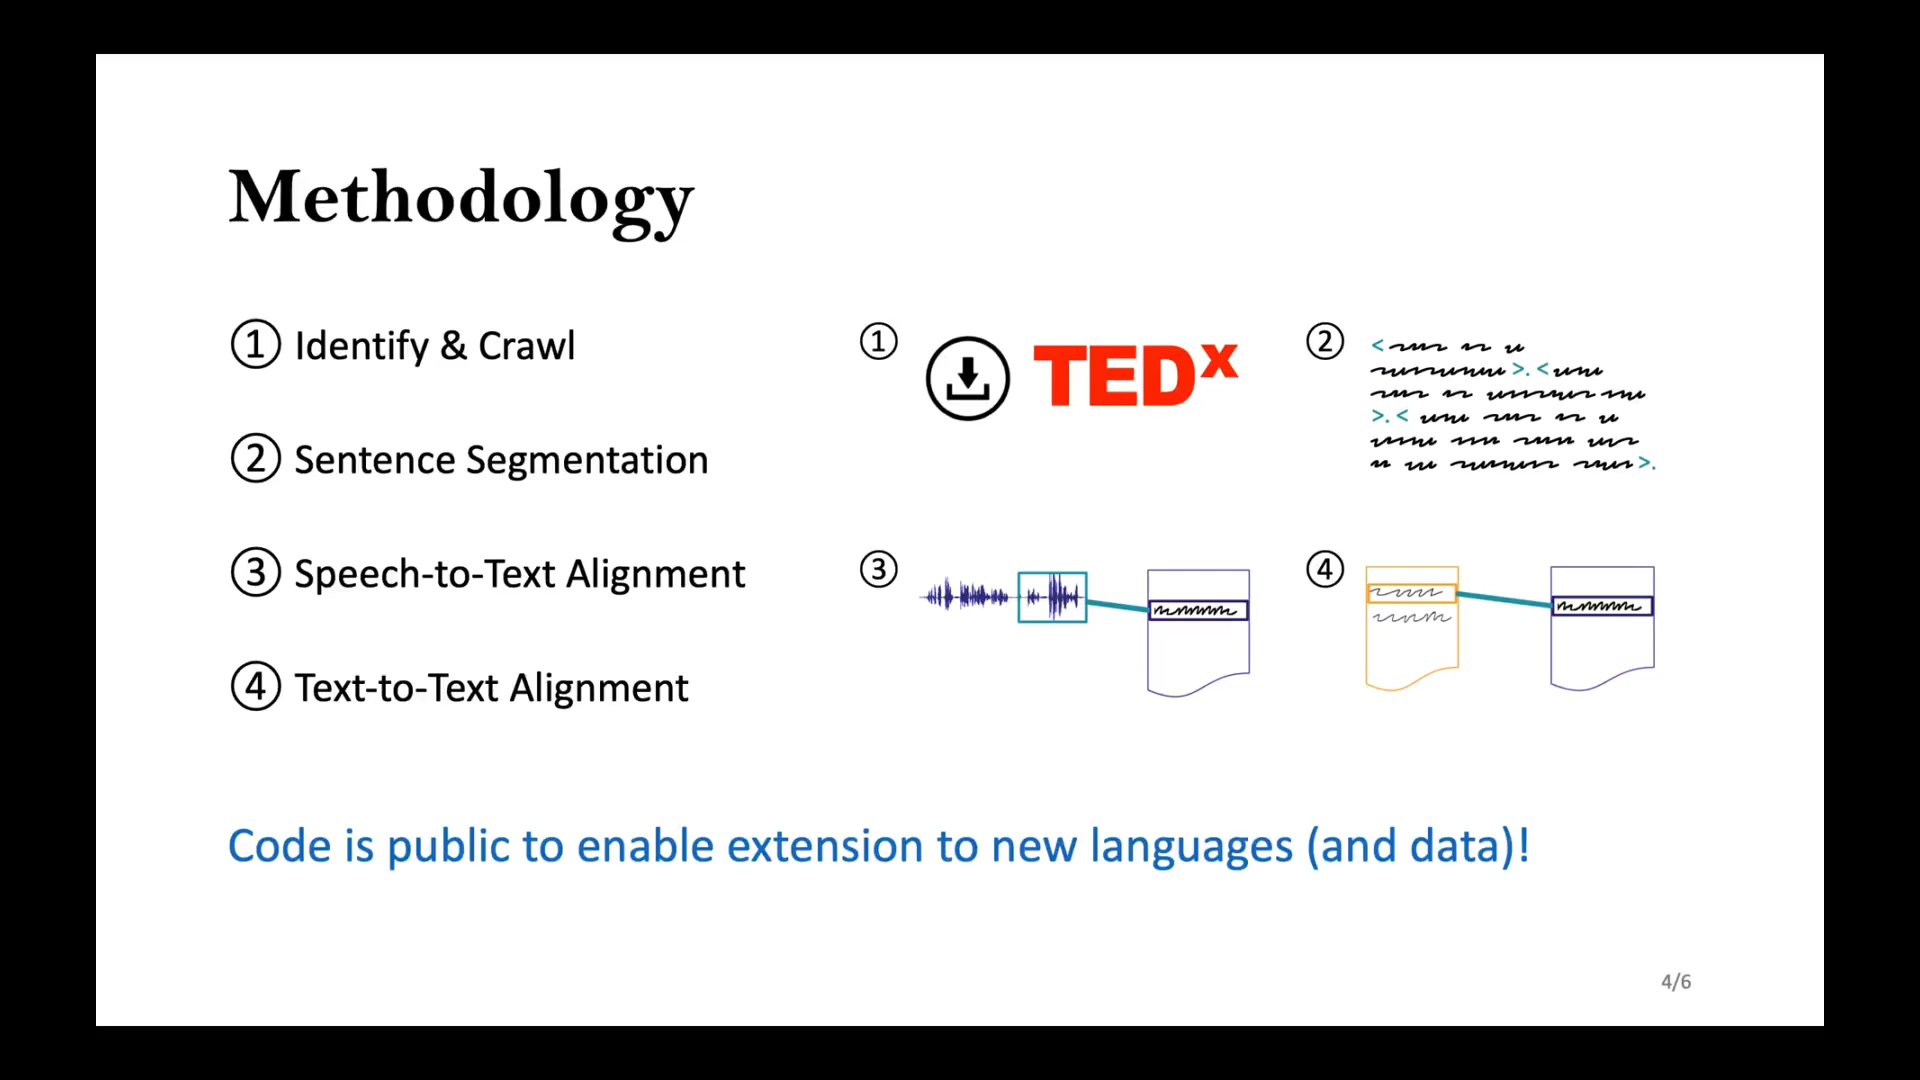 Methodology
① Identify & Crawl
② Sentence Segmentation
③ Speech-to-Text Alignment
④ Text-to-Text Alignment
① TEDx
②
③
④
Code is public to enable extension to new languages (and data)!
4/6